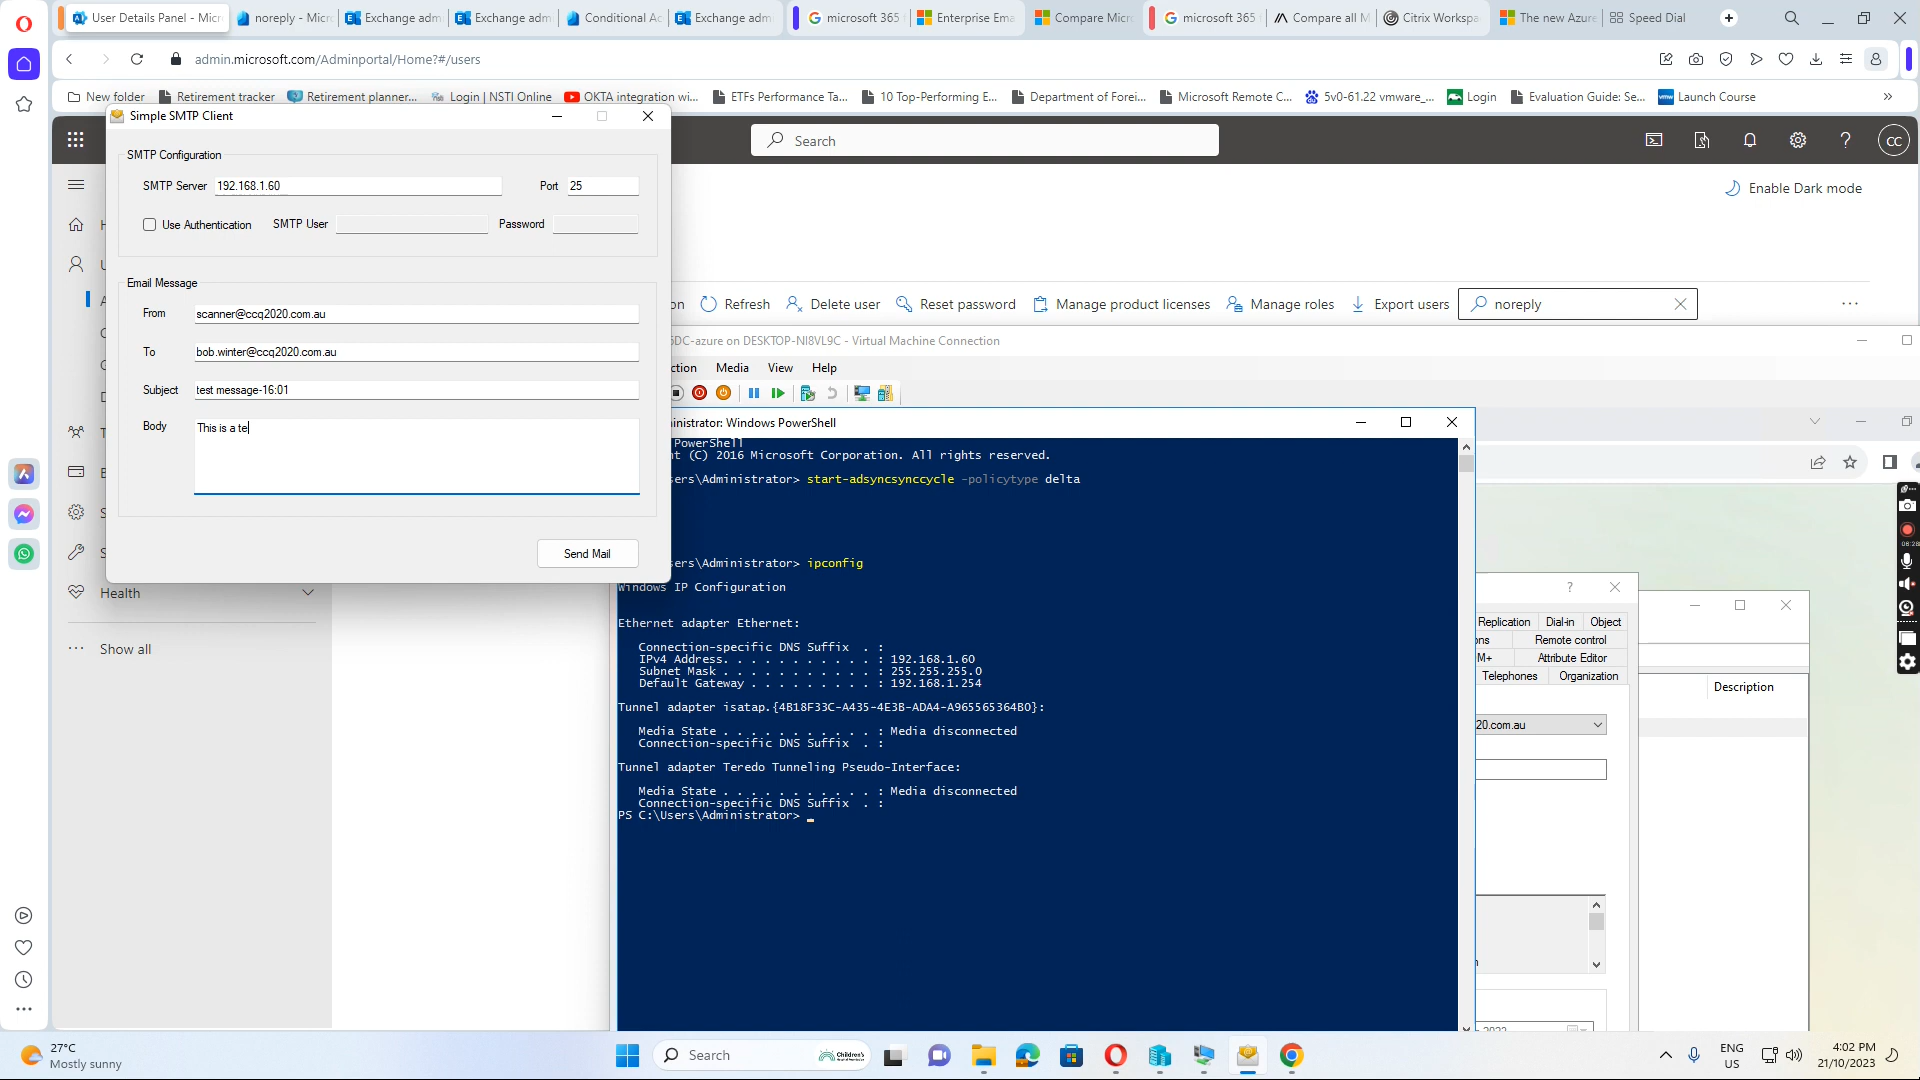 User Details Panel - Micr
noreply - Micr
Exchange adm
Exchange adm
Conditional Ac
Exchange adm
microsoft 365
Enterprise Ema
Compare Micr
microsoft 365
Compare all M
Citrix Workspa
The new Azure
Speed Dial
admin.microsoft.com/Adminportal/Home?#/users
New folder
Retirement tracker
Retirement planner...
Login | NSTI Online
OKTA integration wi...
ETFs Performance Ta...
10 Top-Performing E...
Department of Forei...
Microsoft Remote C...
5v0-61.22 vmware_...
Login
Evaluation Guide: Se...
Launch Course
Simple SMTP Client
Search
CC
SMTP Configuration
SMTP Server 192.168.1.60 Port 25
Enable Dark mode
Use Authentication SMTP User Password
Email Message
From scanner@ccq2020.com.au
on Refresh Delete user Reset password Manage product licenses Manage roles Export users noreply
DC-azure on DESKTOP-NI8VL9C - Virtual Machine Connection
To bob.winter@ccq2020.com.au
ction Media View Help
Subject test message-16:01
Body This is a te
Send Mail
Health
Show all
ministrator: Windows PowerShell
PowerShell
ht (C) 2016 Microsoft Corporation. All rights reserved.
sers\Administrator> start-adsyncsynccycle -policytype delta
sers\Administrator> ipconfig
Windows IP Configuration
Ethernet adapter Ethernet:
Connection-specific DNS Suffix . :
IPv4 Address. . . . . . . . . . . : 192.168.1.60
Subnet Mask . . . . . . . . . . . : 255.255.255.0
Default Gateway . . . . . . . . . : 192.168.1.254
Tunnel adapter isatap.{4B18F33C-A435-4E3B-ADA4-A965565364B0}:
Media State . . . . . . . . . . . : Media disconnected
Connection-specific DNS Suffix . :
Tunnel adapter Teredo Tunneling Pseudo-Interface:
Media State . . . . . . . . . . . : Media disconnected
Connection-specific DNS Suffix . :
PS C:\Users\Administrator>
Replication Dial-in Object
ons Remote control
M+ Attribute Editor
Telephones Organization
20.com.au
Description
27°C
Mostly sunny
Search
Children's
ENG
US
4:02 PM
21/10/2023